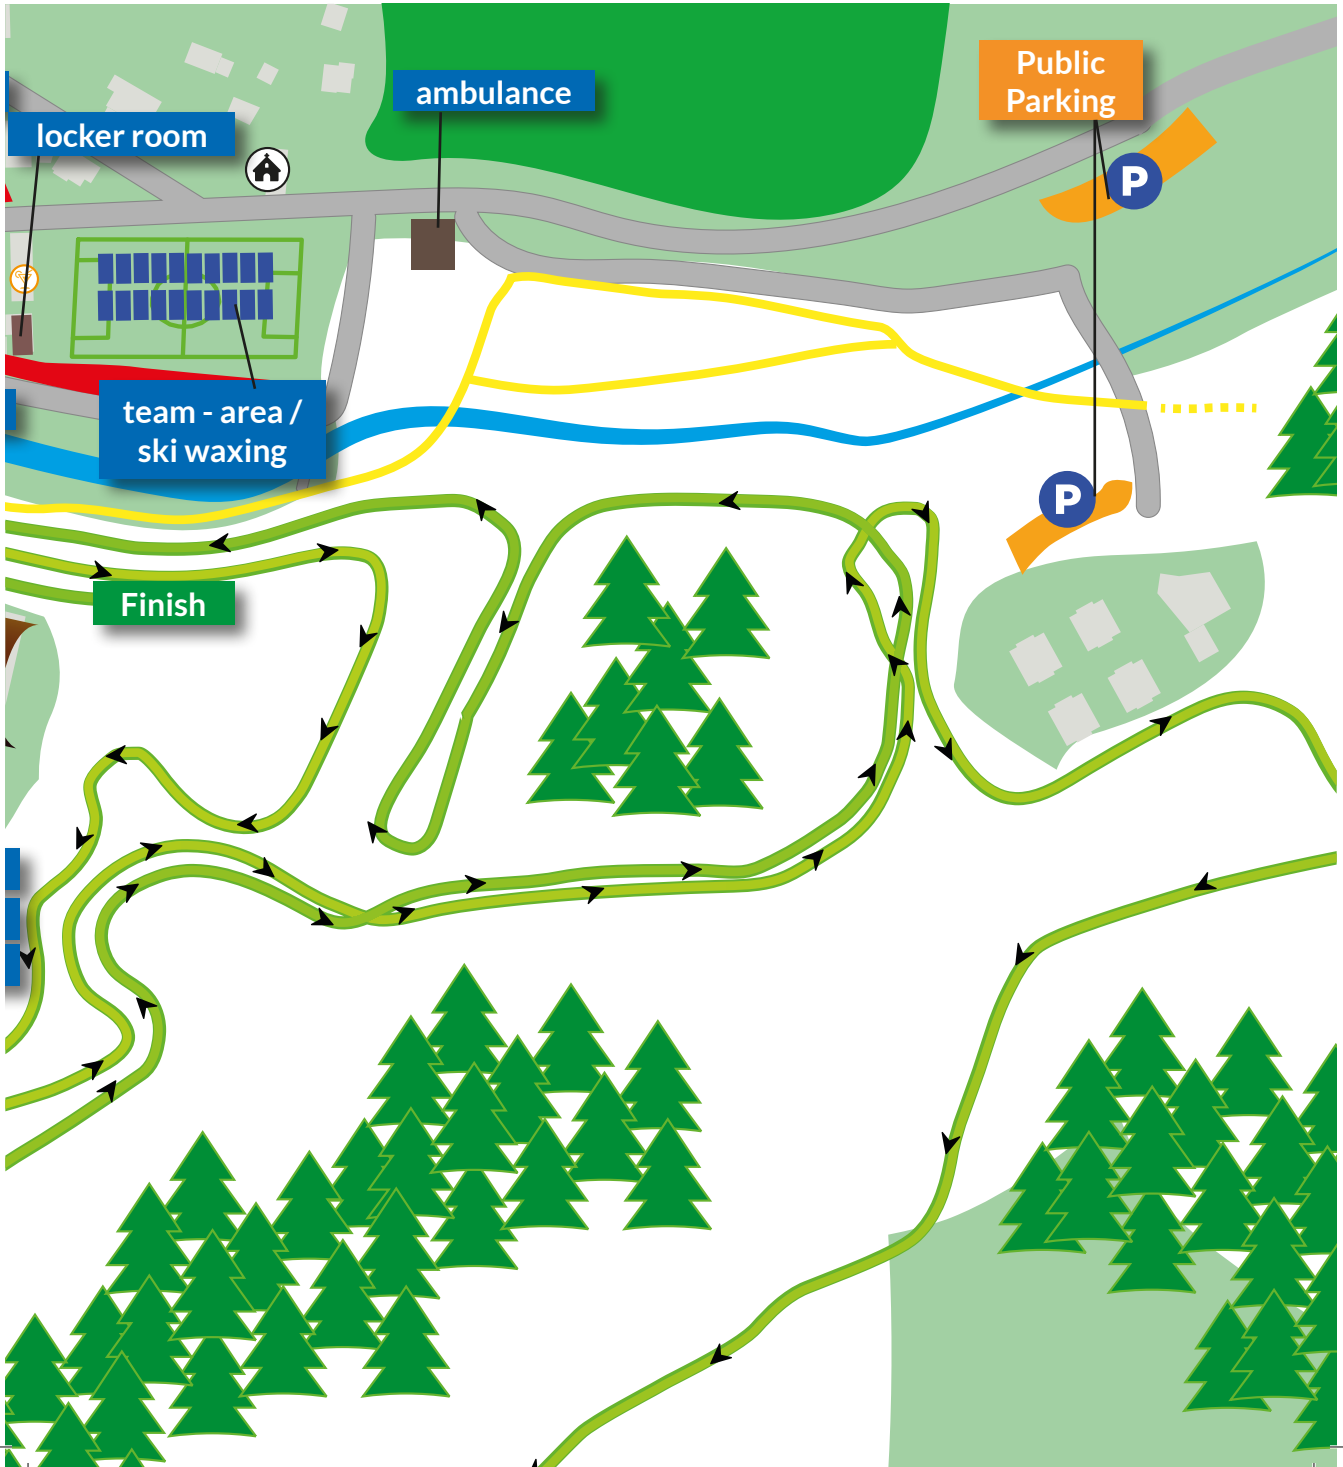 Public
Parking
ambulance
locker room
P
team - area /
ski waxing
P
Finish